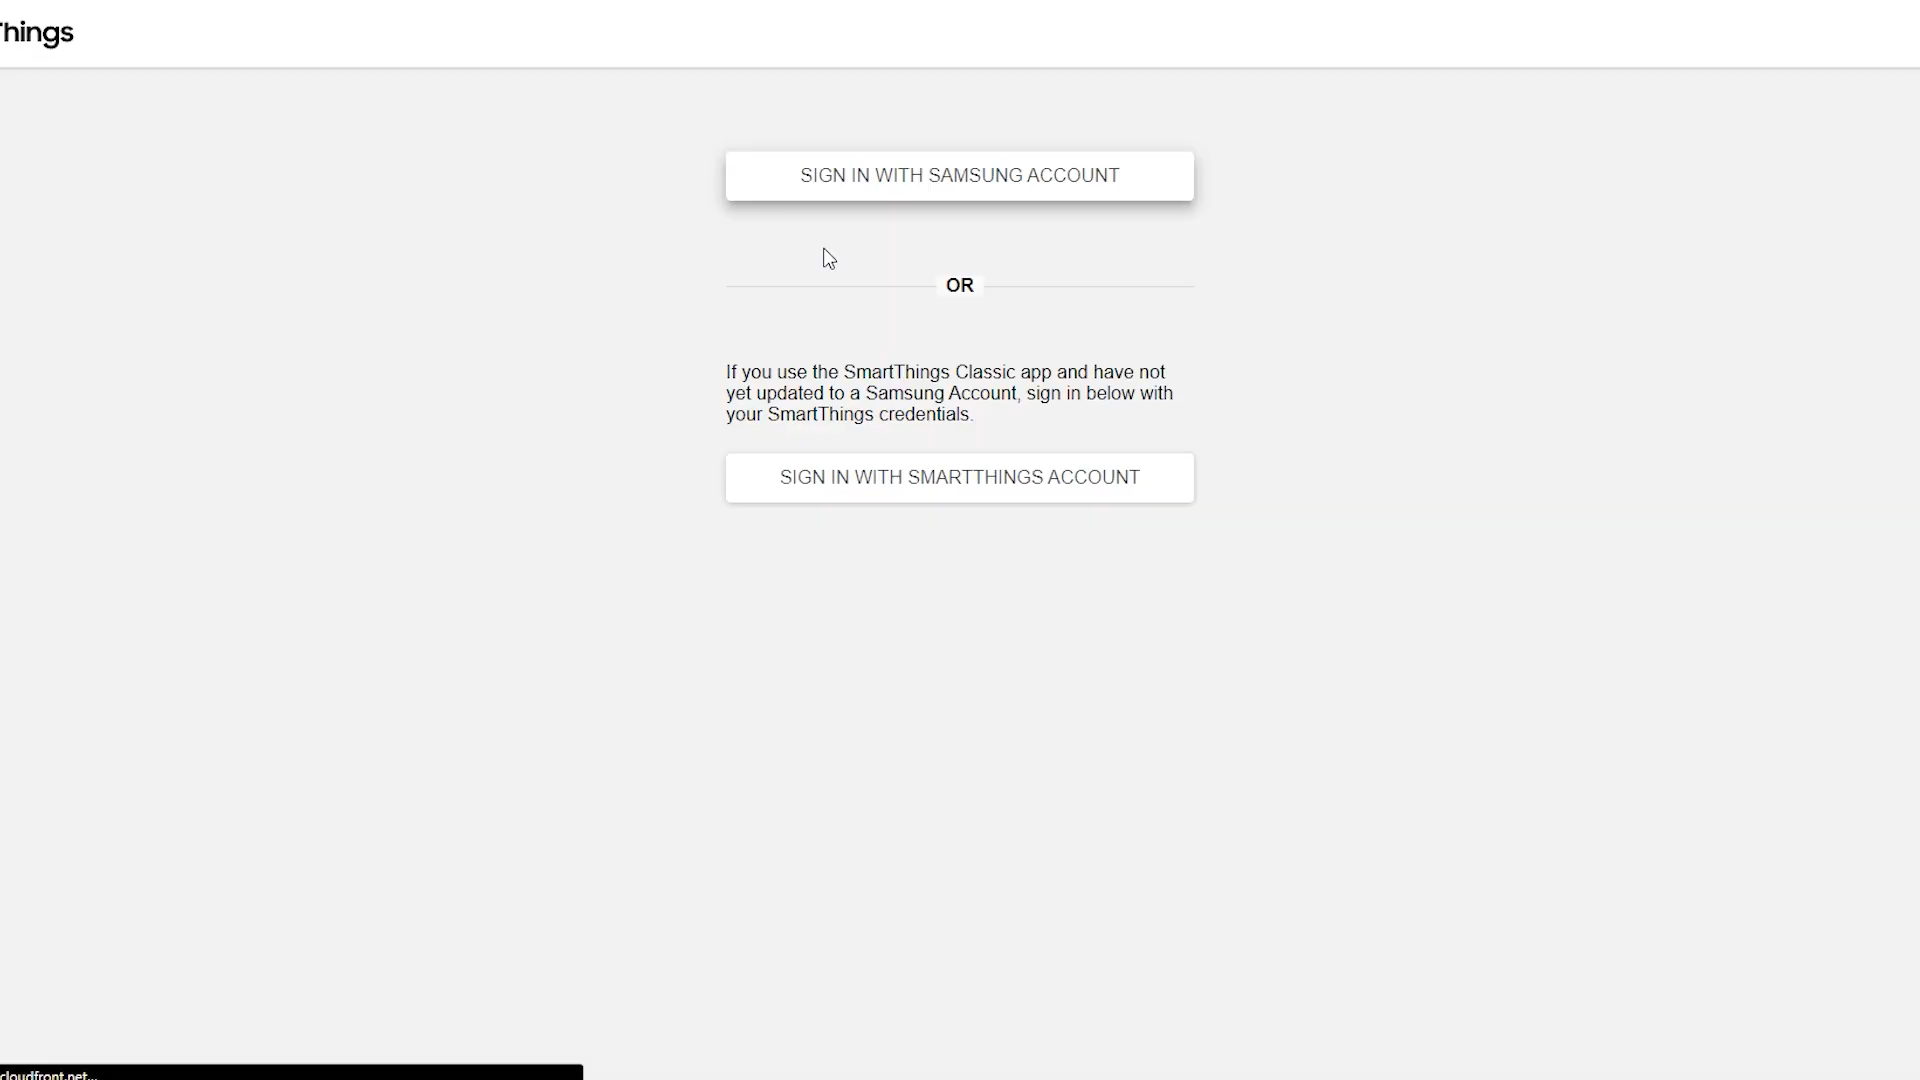 Things
SIGN IN WITH SAMSUNG ACCOUNT
OR
If you use the SmartThings Classic app and have not
yet updated to a Samsung Account, sign in below with
your SmartThings credentials.
SIGN IN WITH SMARTTHINGS ACCOUNT
cloudfront.net...